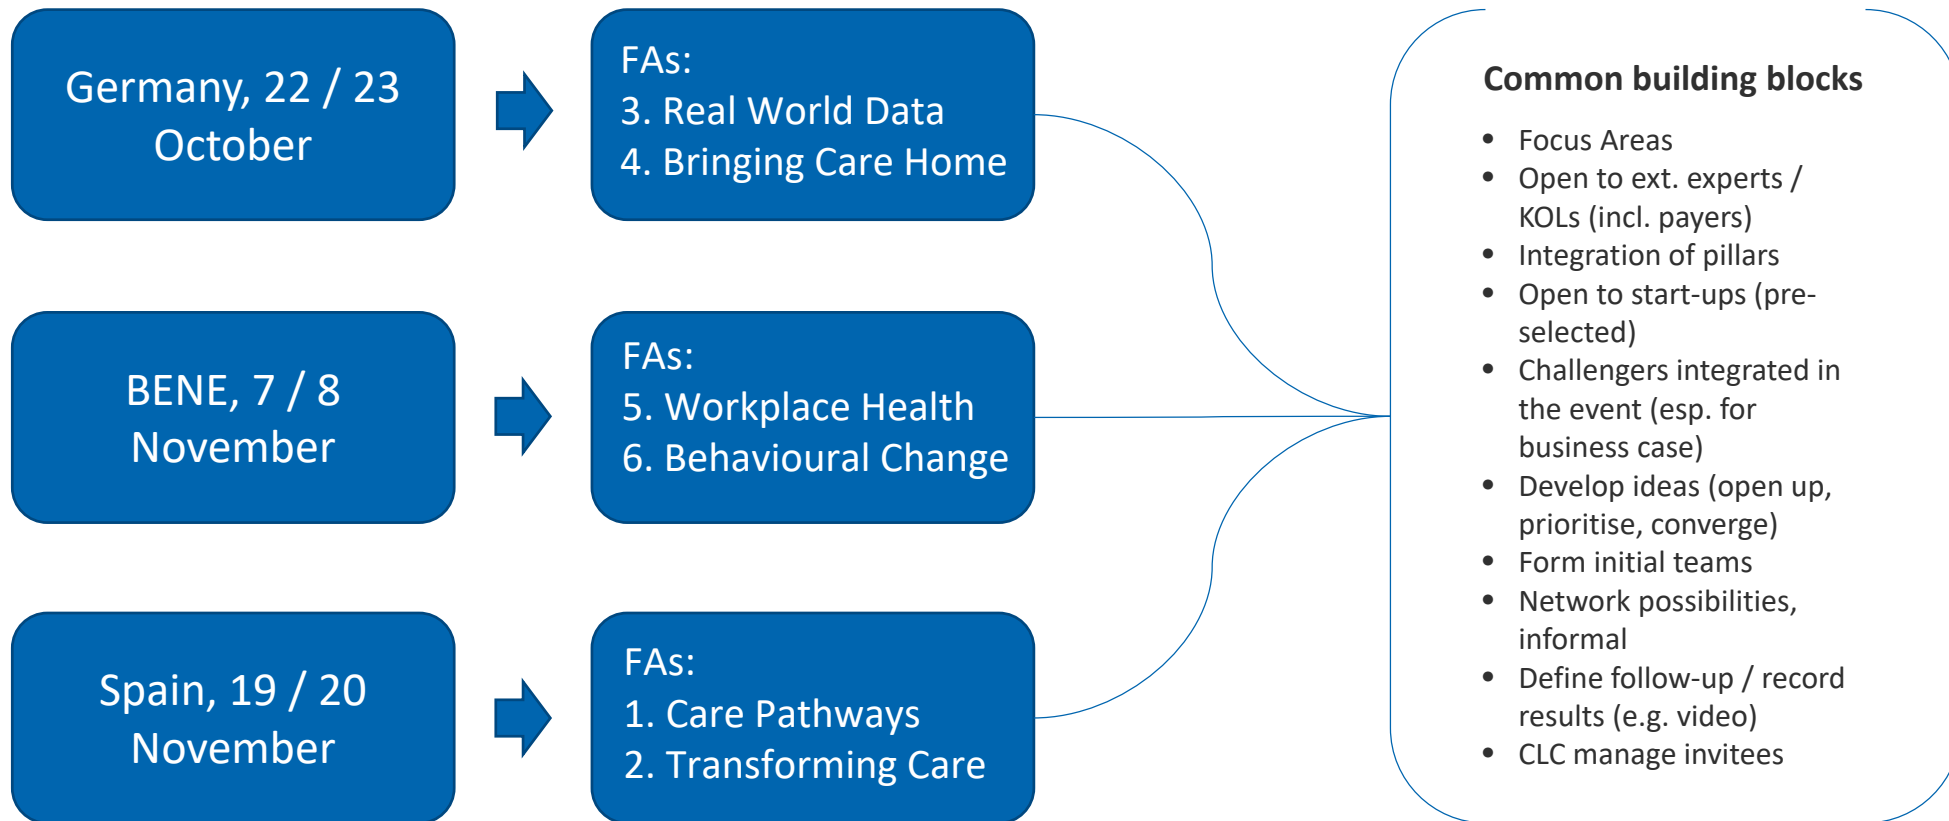 Germany, 22 / 23
October
FAs:
3. Real World Data
4. Bringing Care Home
BENE, 7 / 8
November
FAs:
5. Workplace Health
6. Behavioural Change
Spain, 19 / 20
November
FAs:
1. Care Pathways
2. Transforming Care
Common building blocks
• Focus Areas
• Open to ext. experts /
KOLs (incl. payers)
• Integration of pillars
• Open to start-ups (pre-
selected)
• Challengers integrated in
the event (esp. for
business case)
• Develop ideas (open up,
prioritise, converge)
• Form initial teams
• Network possibilities,
informal
• Define follow-up / record
results (e.g. video)
• CLC manage invitees